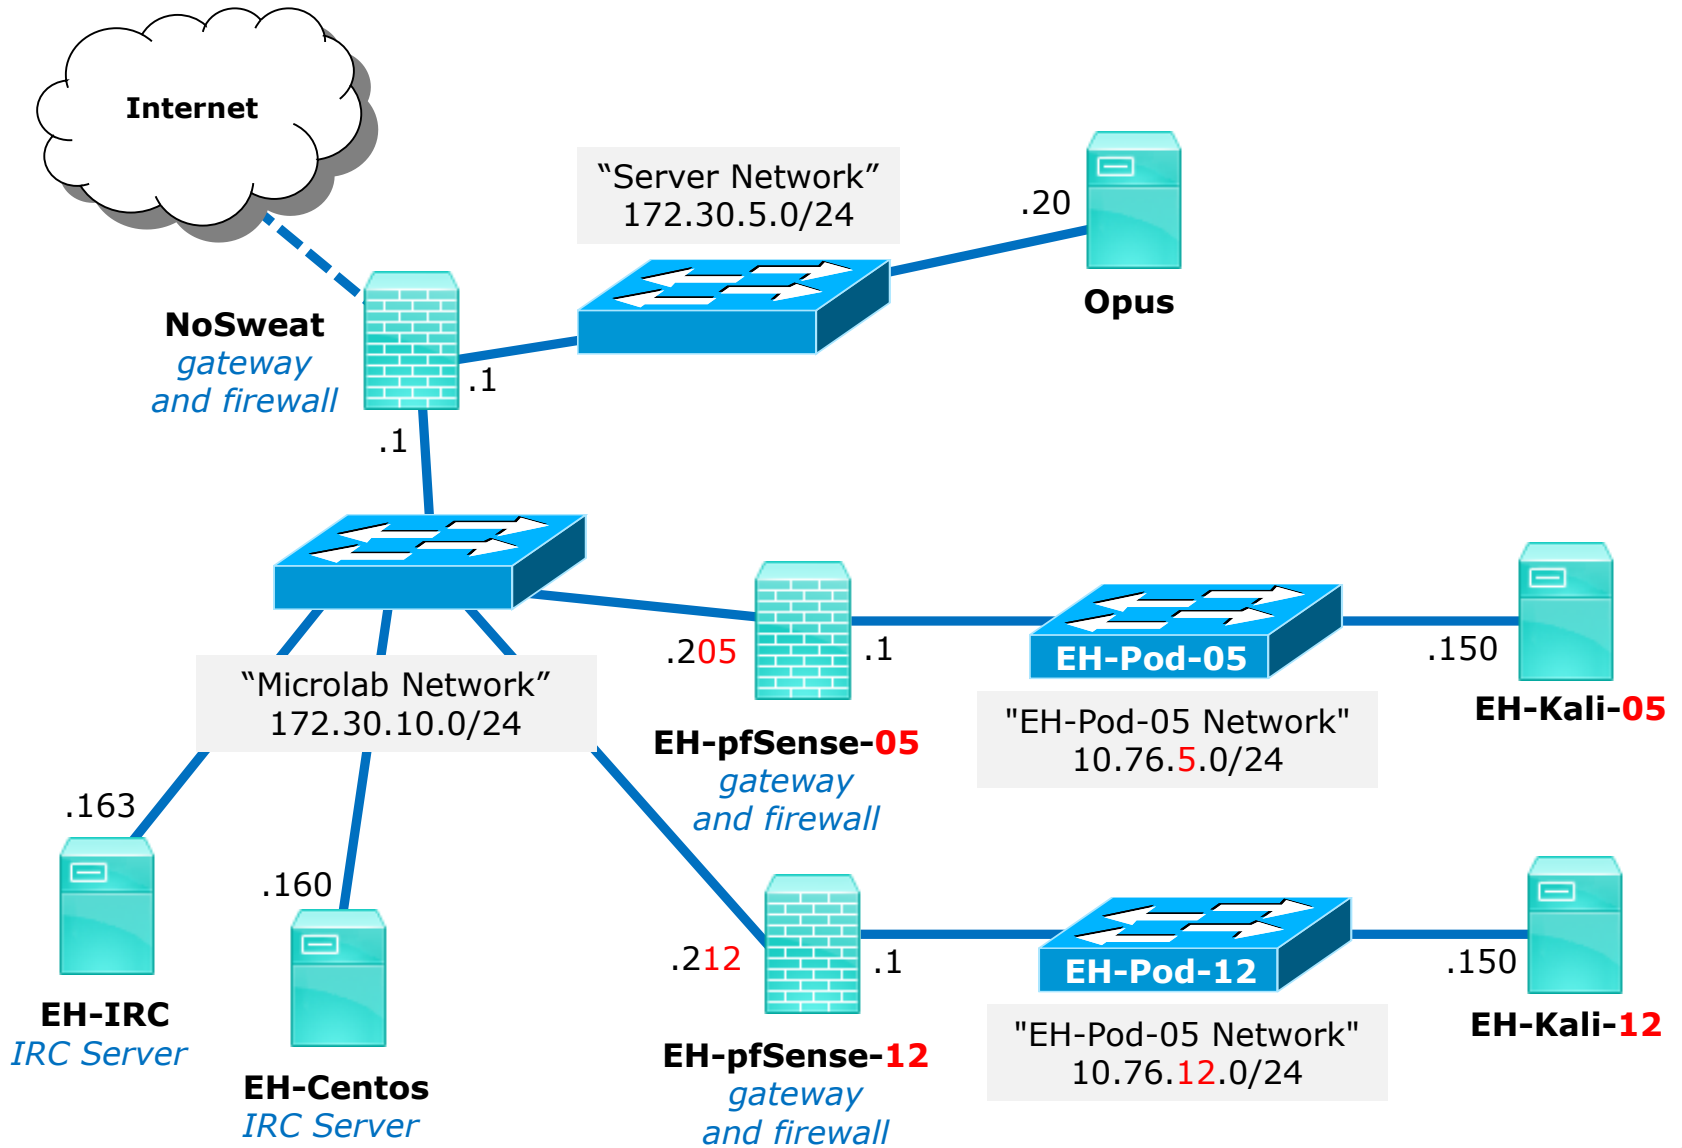 Internet
“Server Network”
172.30.5.0/24
.20
Opus
NoSweat
gateway
and firewall
.1
.1
“Microlab Network”
172.30.10.0/24
.205
.1
EH-Pod-05
.150
EH-Kali-05
EH-pfSense-05
gateway
and firewall
"EH-Pod-05 Network"
10.76.5.0/24
.163
EH-IRC
IRC Server
.160
EH-Centos
IRC Server
.212
.1
EH-Pod-12
.150
EH-Kali-12
EH-pfSense-12
gateway
and firewall
"EH-Pod-05 Network"
10.76.12.0/24